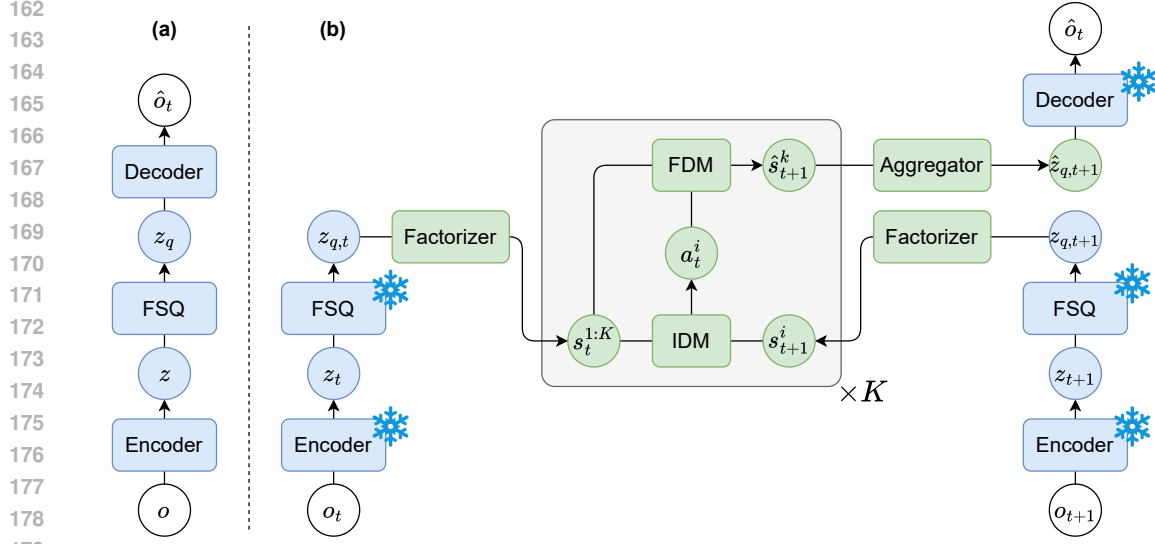 162
163
164
165
166
167
168
169
170
171
172
173
174
175
176
177
178
(a)
ô_t
Decoder
z_q
FSQ
z
Encoder
o
(b)
z_{q,t}
FSQ
z_t
Encoder
o_t
Factorizer
FDM
ŝ^k_{t+1}
a^i_t
s^{1:K}_t
IDM
s^i_{t+1}
×K
Aggregator
Factorizer
ô_t
Decoder
ẑ_{q,t+1}
z_{q,t+1}
FSQ
z_{t+1}
Encoder
o_{t+1}